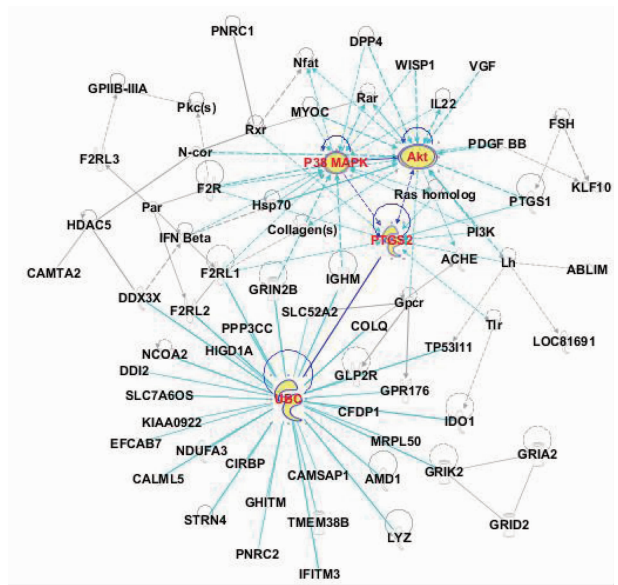 PNRC1
DPP4
Nfat
WISP1
VGF
GPIIB-IIIA
Pkc(s)
Rar
IL22
MYOC
Rxr
FSH
PDGF BB
F2RL3
N-cor
P38 MAPK
Akt
KLF10
F2R
Ras homolog
PTGS1
Par
Hsp70
HDAC5
Collagen(s)
PI3K
IFN Beta
PTGS2
ACHE
Lh
CAMTA2
F2RL1
ABLIM
DDX3X
GRIN2B
IGHM
Gpcr
F2RL2
SLC52A2
PPP3CC
COLQ
Tlr
LOC81691
HIGD1A
TP53I11
NCOA2
DDI2
GLP2R
GPR176
SLC7A6OS
UBC
CFDP1
IDO1
KIAA0922
EFCAB7
MRPL50
NDUFA3
GRIA2
CIRBP
CALML5
CAMSAP1
AMD1
GRIK2
GHITM
STRN4
TMEM38B
GRID2
LYZ
PNRC2
IFITM3